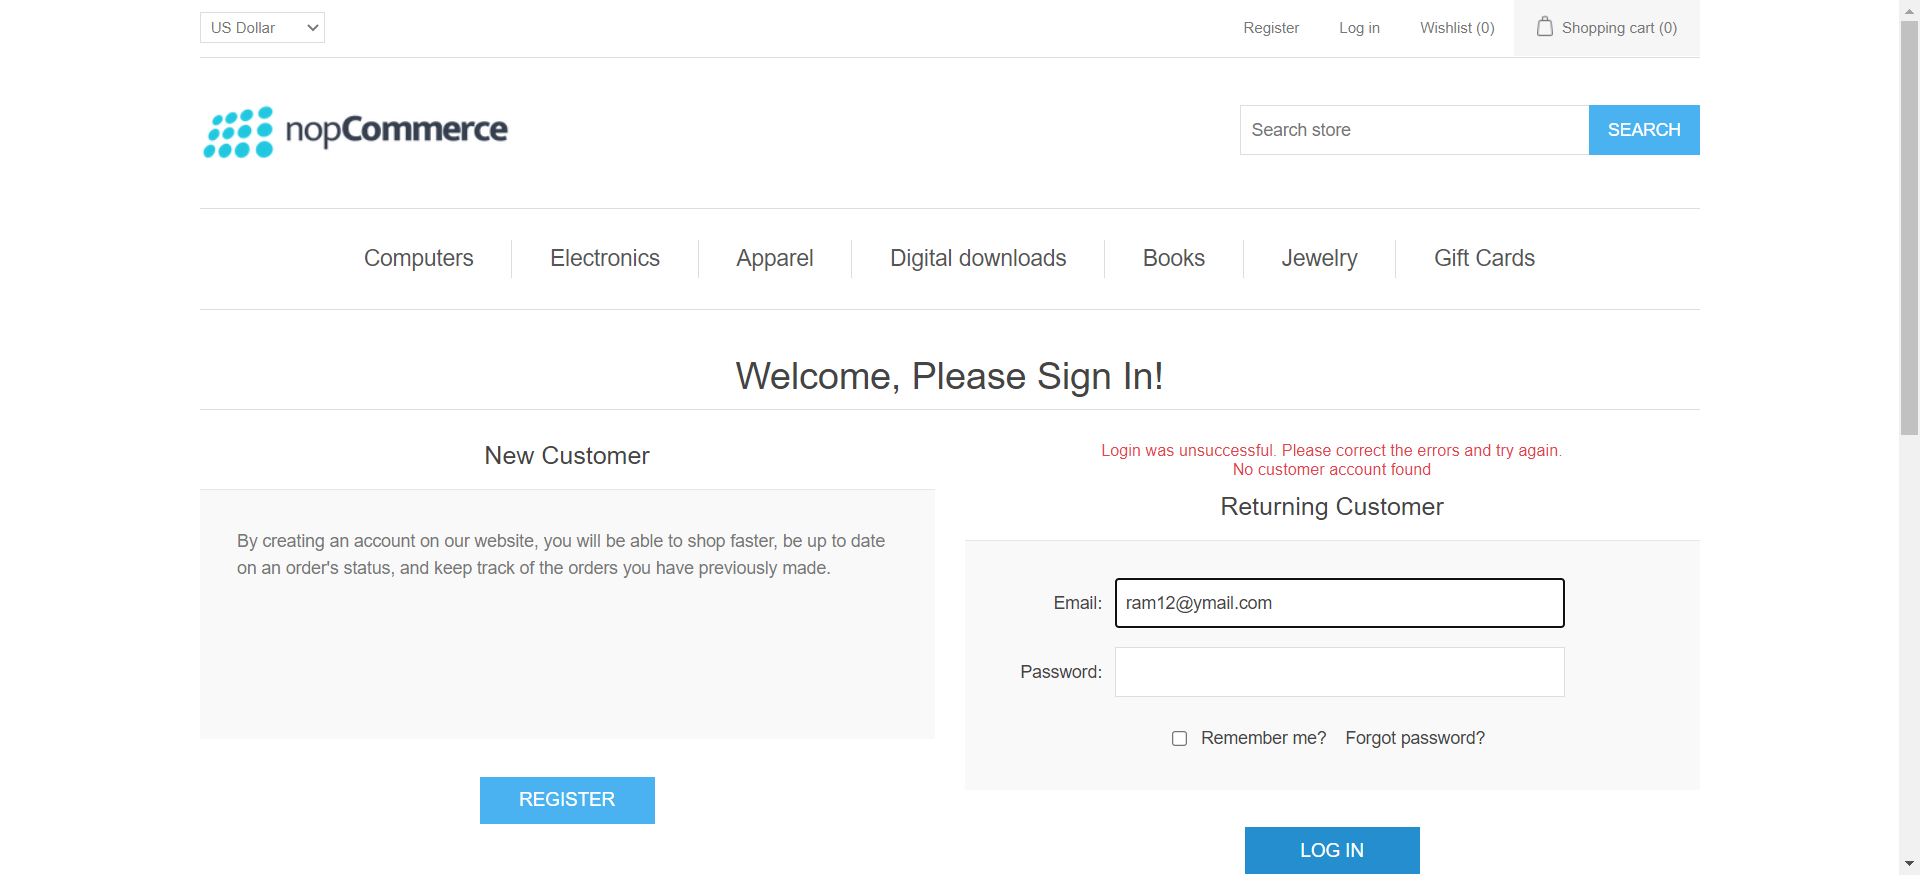 US Dollar
Register
Log in
Wishlist (0)
Shopping cart (0)
nopCommerce
Search store
SEARCH
Computers
Electronics
Apparel
Digital downloads
Books
Jewelry
Gift Cards
Welcome, Please Sign In!
New Customer
By creating an account on our website, you will be able to shop faster, be up to date
on an order's status, and keep track of the orders you have previously made.
REGISTER
Login was unsuccessful. Please correct the errors and try again.
No customer account found
Returning Customer
Email: ram12@ymail.com
Password:
Remember me? Forgot password?
LOG IN